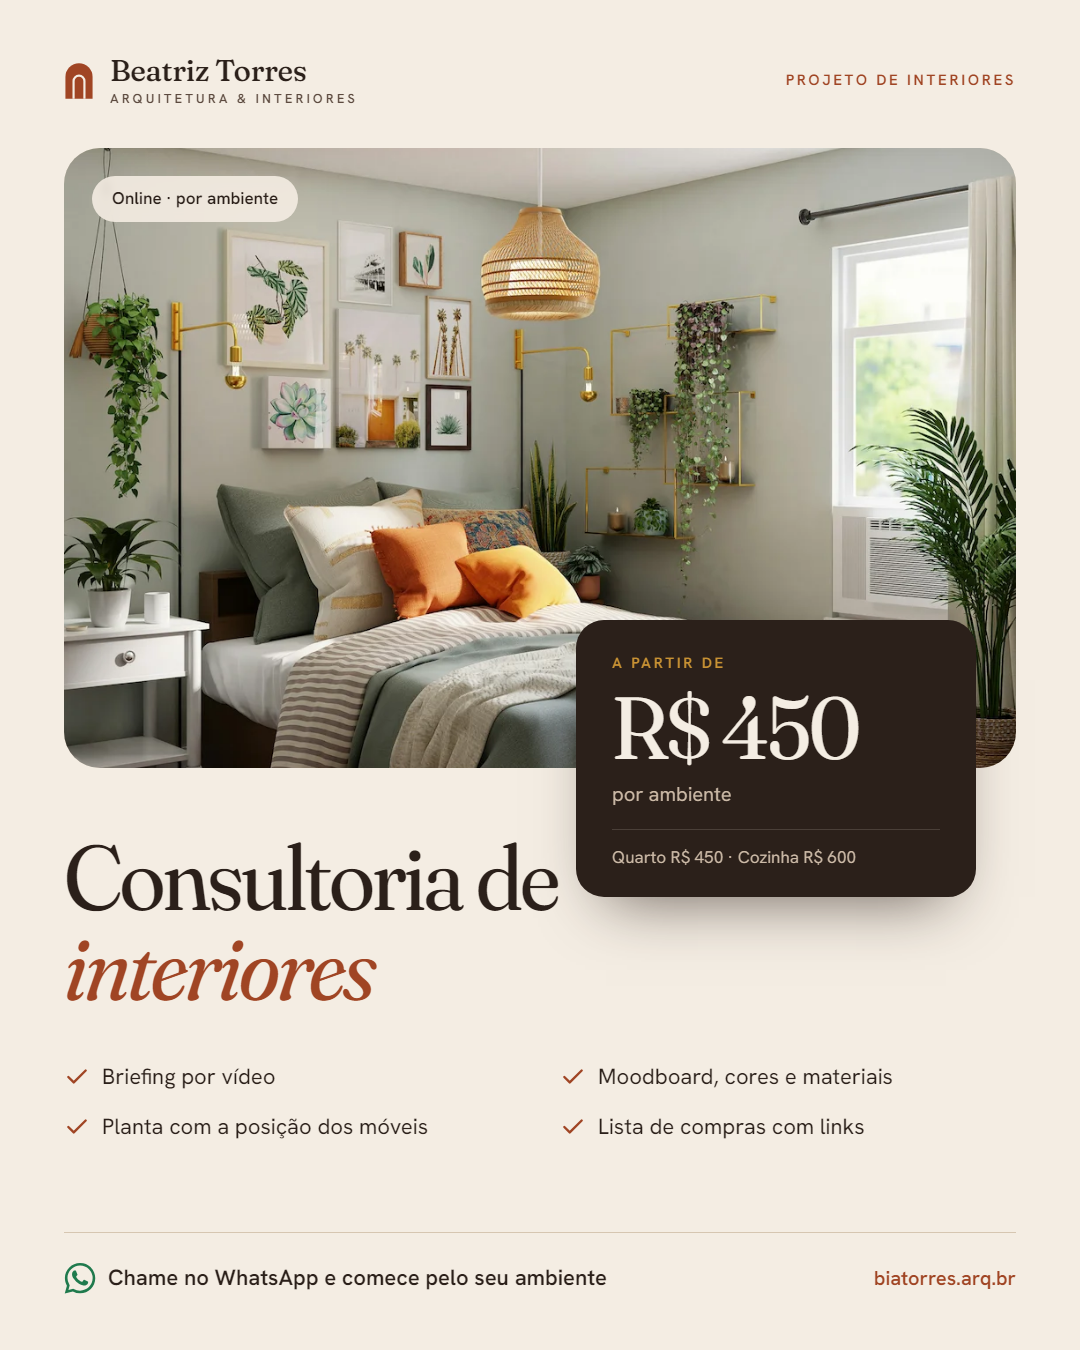 Beatriz Torres
ARQUITETURA & INTERIORES
PROJETO DE INTERIORES
Online · por ambiente
A PARTIR DE
R$ 450
por ambiente
Quarto R$ 450 · Cozinha R$ 600
Consultoria de
interiores
Briefing por vídeo
Moodboard, cores e materiais
Planta com a posição dos móveis
Lista de compras com links
Chame no WhatsApp e comece pelo seu ambiente
biatorres.arq.br